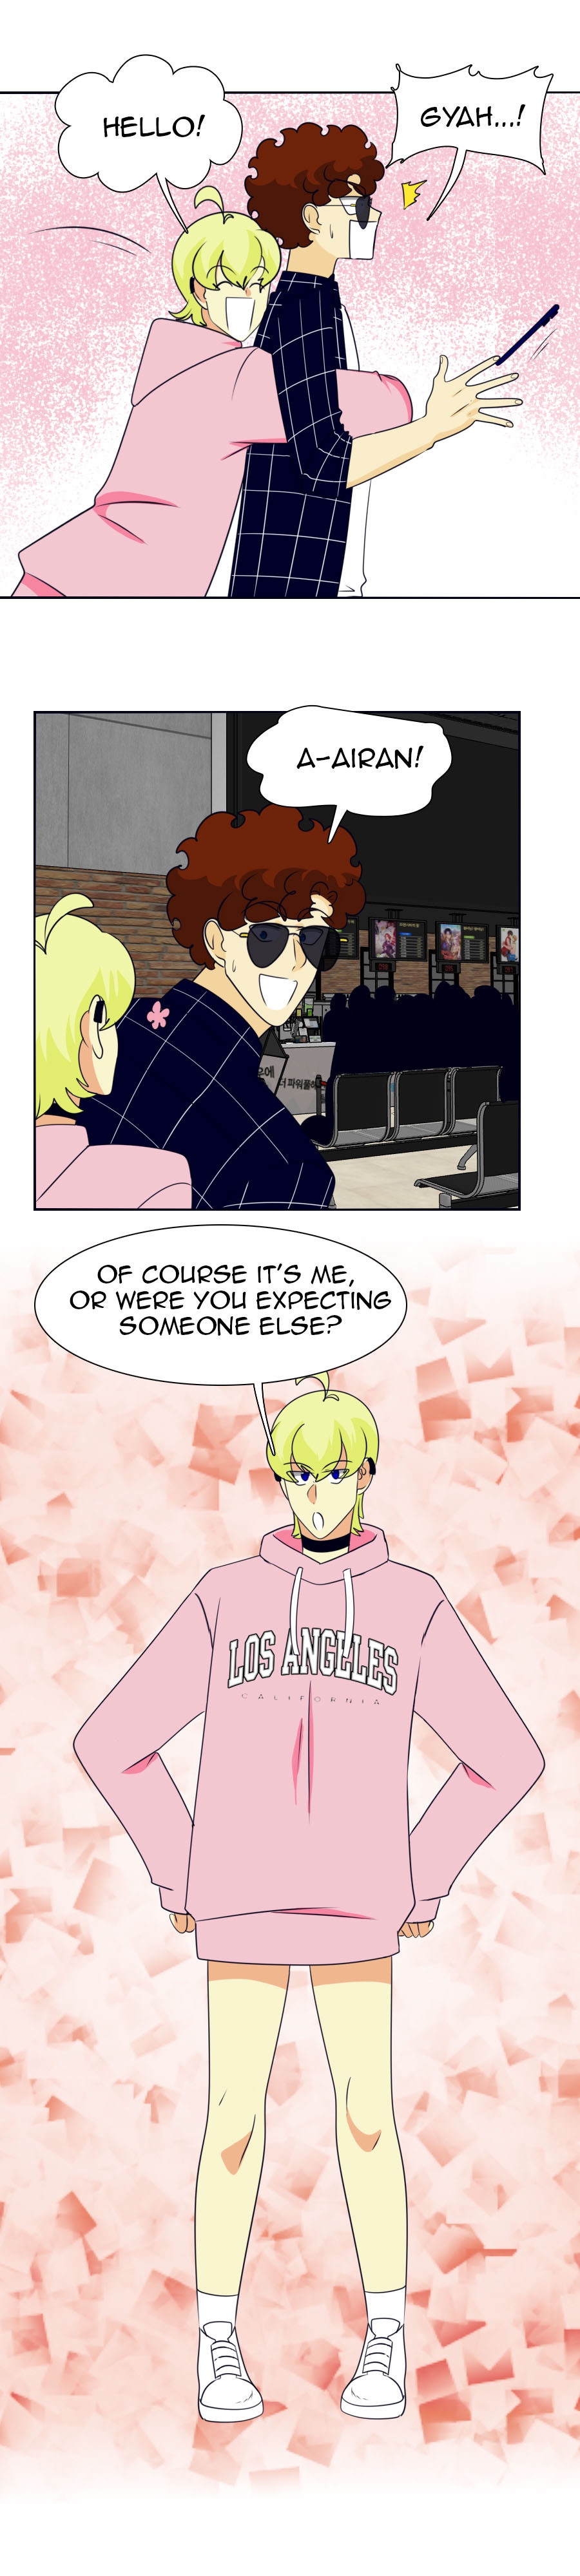 HELLO!
GYAH...!
A-AIRAN!
OF COURSE IT'S ME,
OR WERE YOU EXPECTING
SOMEONE ELSE?
LOS ANGELES
CALIFORNIA